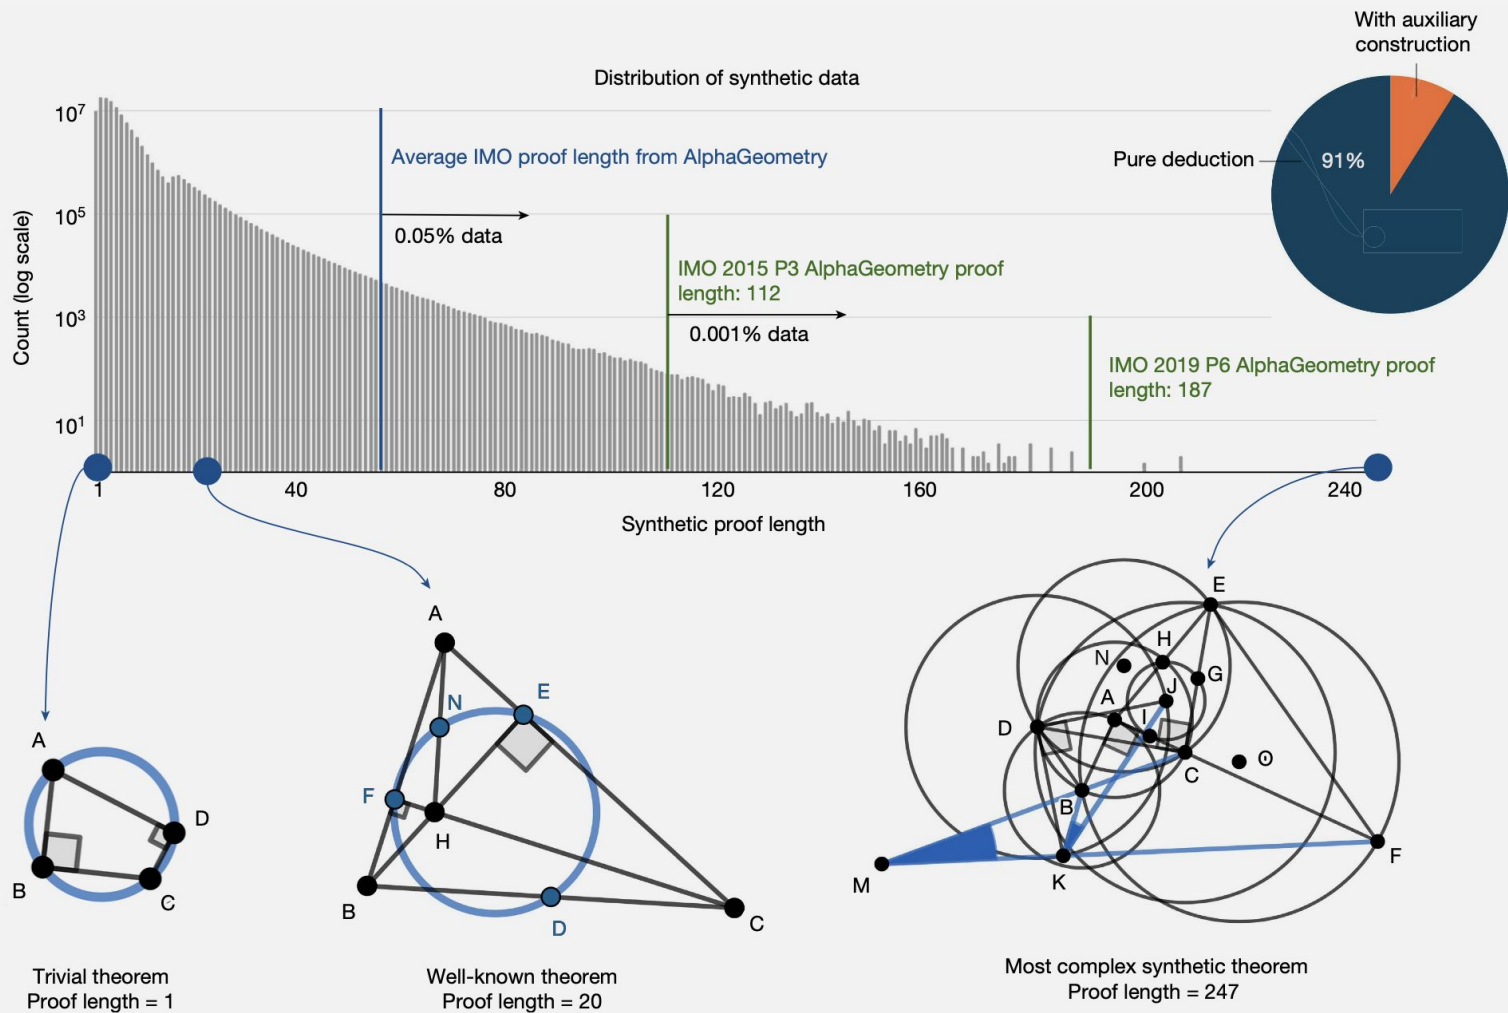 With auxiliary
construction
Distribution of synthetic data
10⁷
Average IMO proof length from AlphaGeometry
Pure deduction
91%
10⁵
0.05% data
IMO 2015 P3 AlphaGeometry proof
length: 112
10³
0.001% data
IMO 2019 P6 AlphaGeometry proof
length: 187
10¹
Count (log scale)
1 40 80 120 160 200 240
Synthetic proof length
A
B
C
D
A
N
E
F
H
B
D
C
E
H
N
G
J
A
I
D
C
O
B
M
K
F
Trivial theorem
Proof length = 1
Well-known theorem
Proof length = 20
Most complex synthetic theorem
Proof length = 247